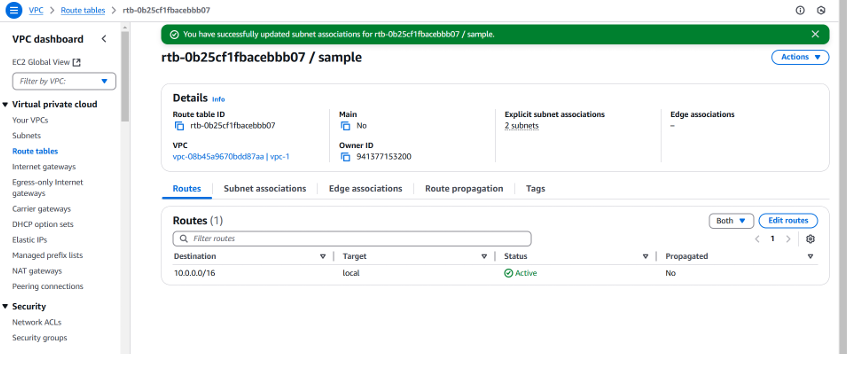 VPC > Route tables > rtb-0b25cf1fbacebbb07
VPC dashboard
EC2 Global View
Filter by VPC:
Virtual private cloud
Your VPCs
Subnets
Route tables
Internet gateways
Egress-only Internet
gateways
Carrier gateways
DHCP option sets
Elastic IPs
Managed prefix lists
NAT gateways
Peering connections
Security
Network ACLs
Security groups
You have successfully updated subnet associations for rtb-0b25cf1fbacebbb07 / sample.
rtb-0b25cf1fbacebbb07 / sample
Actions
Details Info
Route table ID
rtb-0b25cf1fbacebbb07
Main
No
Explicit subnet associations
2 subnets
Edge associations
–
VPC
vpc-08b45a9670bdd87aa | vpc-1
Owner ID
941377153200
Routes Subnet associations Edge associations Route propagation Tags
Routes (1)
Both
Edit routes
Filter routes
< 1 >
Destination Target Status Propagated
10.0.0.0/16 local Active No